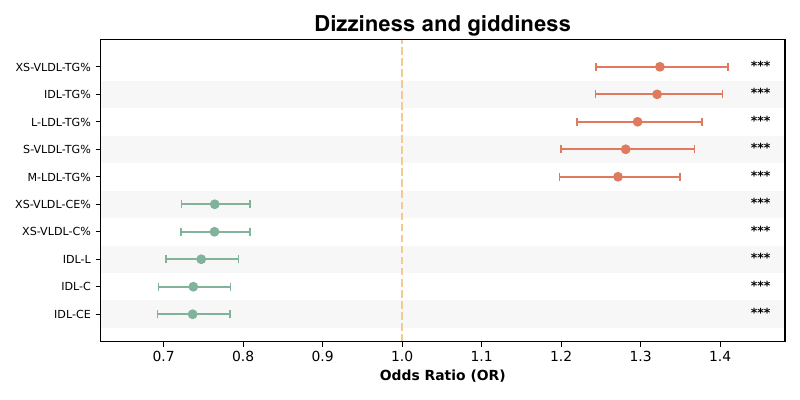 Dizziness and giddiness
XS-VLDL-TG% ***
IDL-TG% ***
L-LDL-TG% ***
S-VLDL-TG% ***
M-LDL-TG% ***
XS-VLDL-CE% ***
XS-VLDL-C% ***
IDL-L ***
IDL-C ***
IDL-CE ***
0.7 0.8 0.9 1.0 1.1 1.2 1.3 1.4
Odds Ratio (OR)